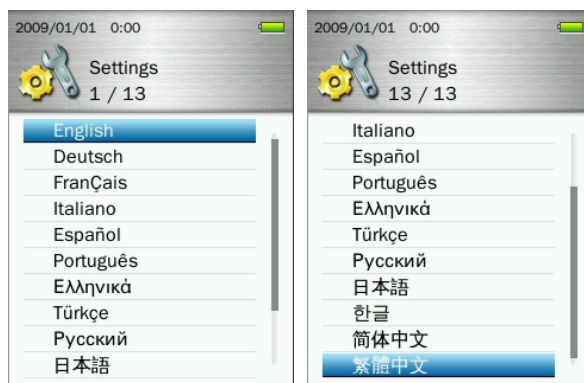 2009/01/01 0:00
Settings
1 / 13
English
Deutsch
FranÇais
Italiano
Español
Português
Ελληνικά
Türkçe
Русский
日本語
2009/01/01 0:00
Settings
13 / 13
Italiano
Español
Português
Ελληνικά
Türkçe
Русский
日本語
한글
简体中文
繁體中文